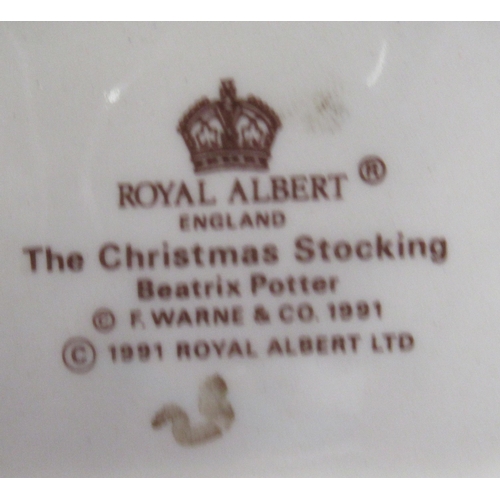 ROYAL ALBERT ®
ENGLAND
The Christmas Stocking
Beatrix Potter
© F. WARNE & CO. 1991
© 1991 ROYAL ALBERT LTD